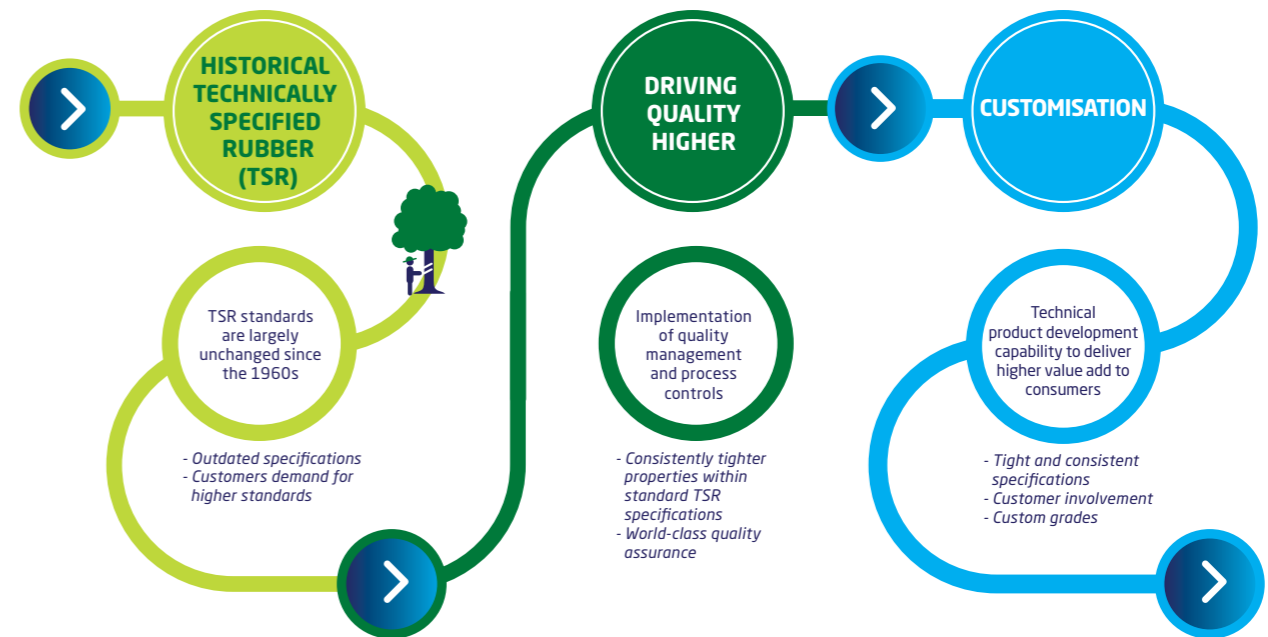 HISTORICAL
TECHNICALLY
SPECIFIED
RUBBER
(TSR)
TSR standards
are largely
unchanged since
the 1960s
- Outdated specifications
- Customers demand for
higher standards
DRIVING
QUALITY
HIGHER
Implementation
of quality
management
and process
controls
- Consistently tighter
properties within
standard TSR
specifications
- World-class quality
assurance
CUSTOMISATION
Technical
product development
capability to deliver
higher value add to
consumers
- Tight and consistent
specifications
- Customer involvement
- Custom grades